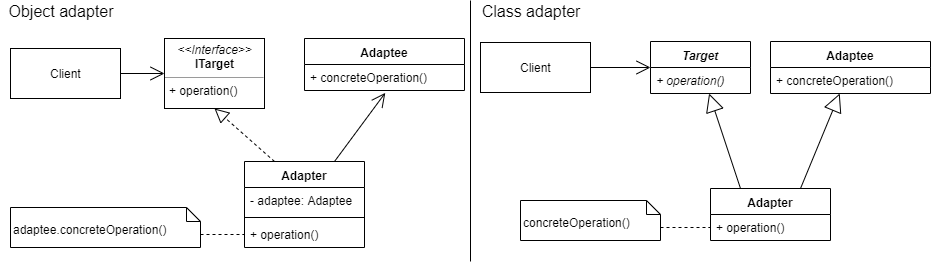 Object adapter
Client
<<Interface>>
ITarget
+ operation()
Adaptee
+ concreteOperation()
Adapter
- adaptee: Adaptee
+ operation()
adaptee.concreteOperation()
Class adapter
Client
Target
+ operation()
Adaptee
+ concreteOperation()
Adapter
+ operation()
concreteOperation()